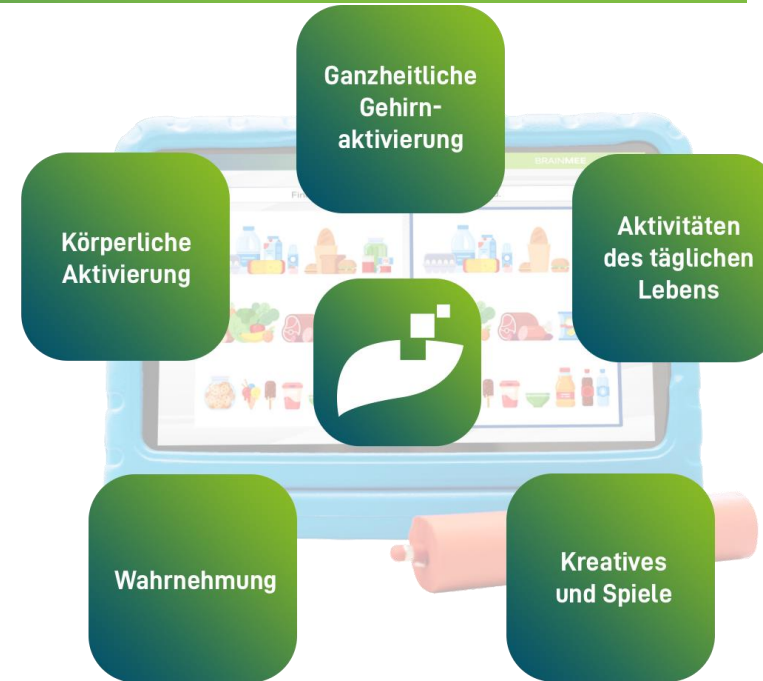 Ganzheitliche
Gehirn-
aktivierung
BRAINMEE
Körperliche
Aktivierung
Aktivitäten
des täglichen
Lebens
Wahrnehmung
Kreatives
und Spiele